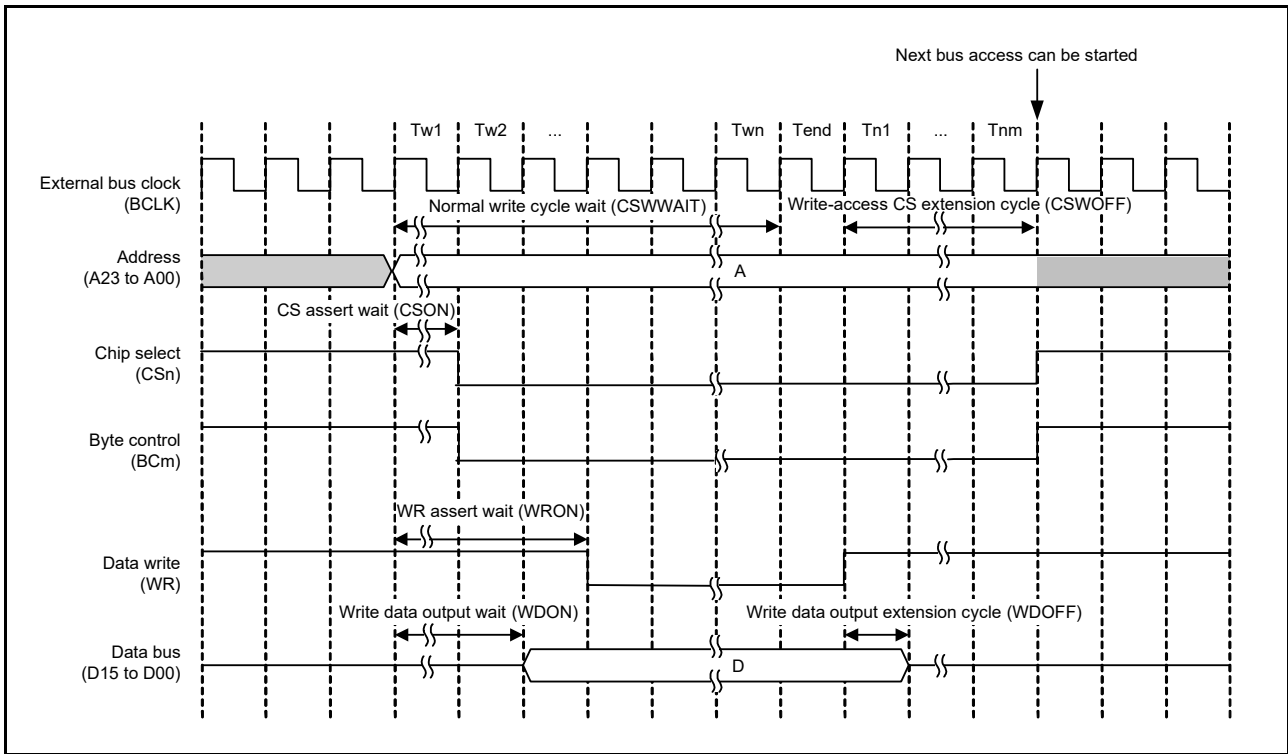 Next bus access can be started
Tw1 Tw2 ... Twn Tend Tn1 ... Tnm
External bus clock
(BCLK)
Normal write cycle wait (CSWWAIT) Write-access CS extension cycle (CSWOFF)
Address
(A23 to A00)
A
CS assert wait (CSON)
Chip select
(CSn)
Byte control
(BCm)
WR assert wait (WRON)
Data write
(WR)
Write data output wait (WDON) Write data output extension cycle (WDOFF)
Data bus
(D15 to D00)
D